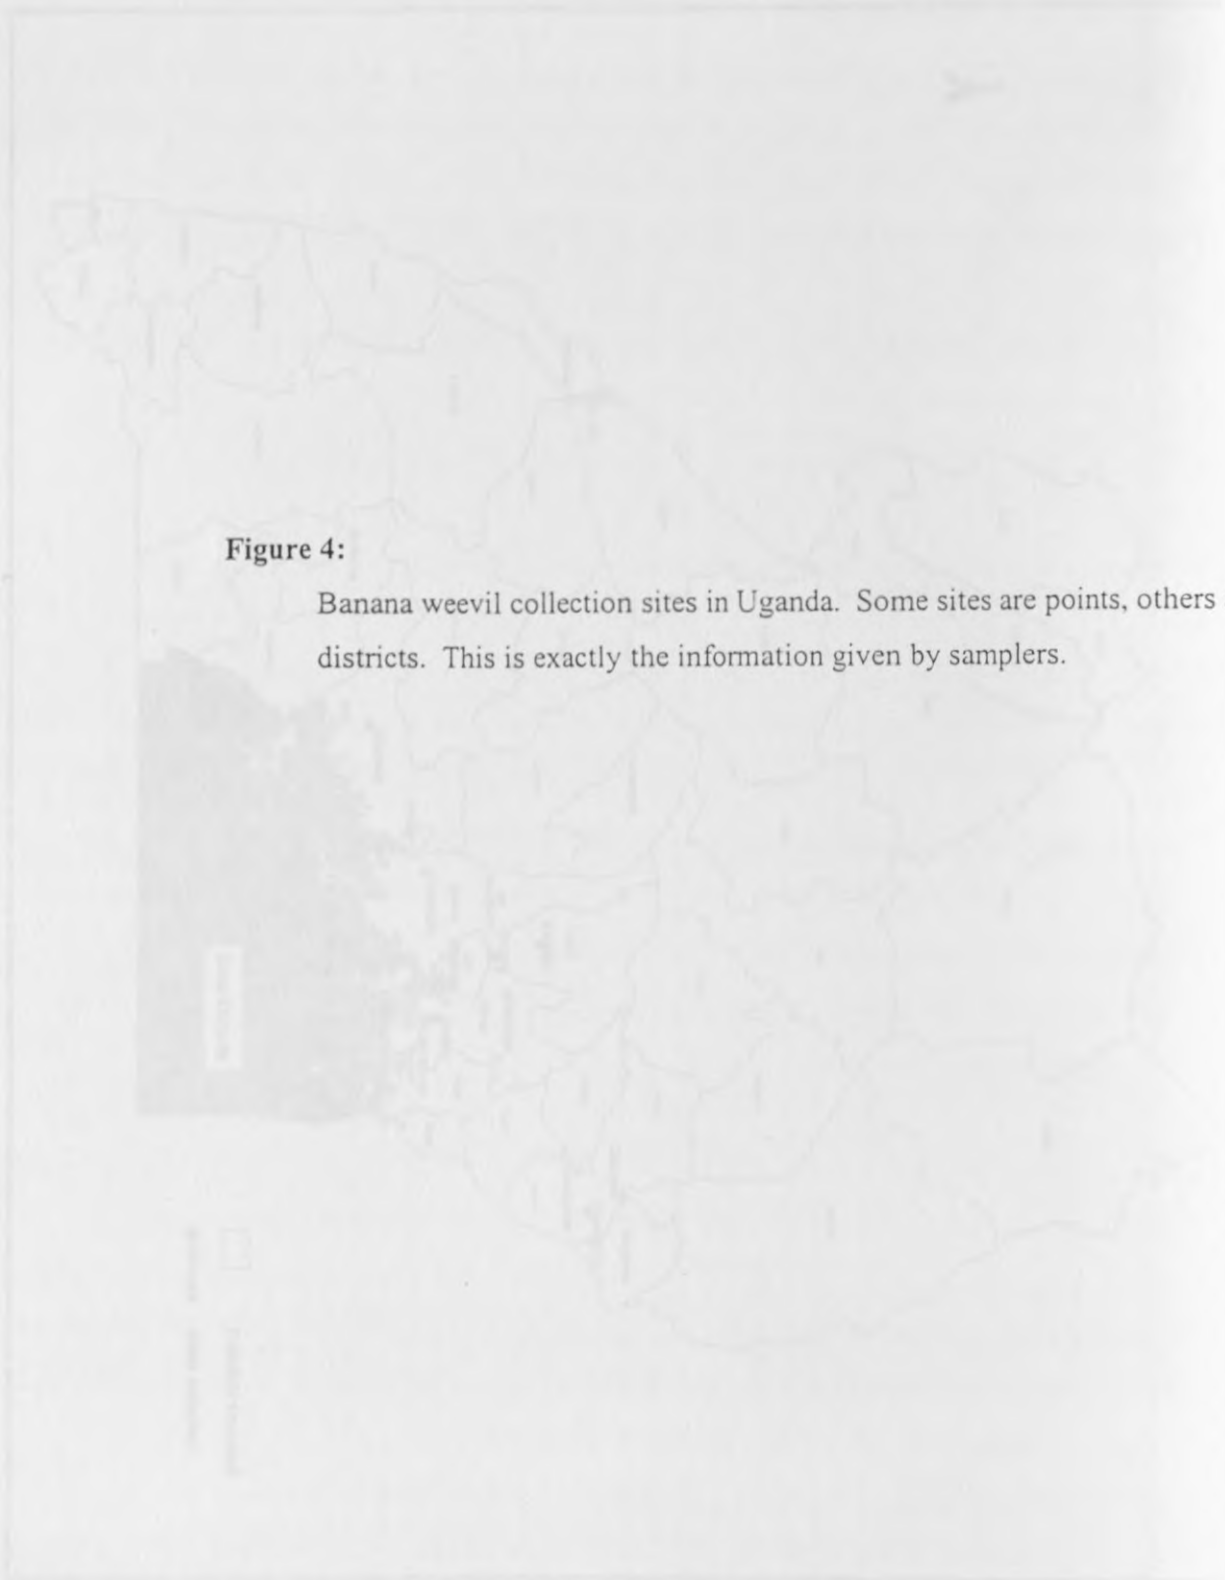 Figure 4:
Banana weevil collection sites in Uganda. Some sites are points, others
districts. This is exactly the information given by samplers.